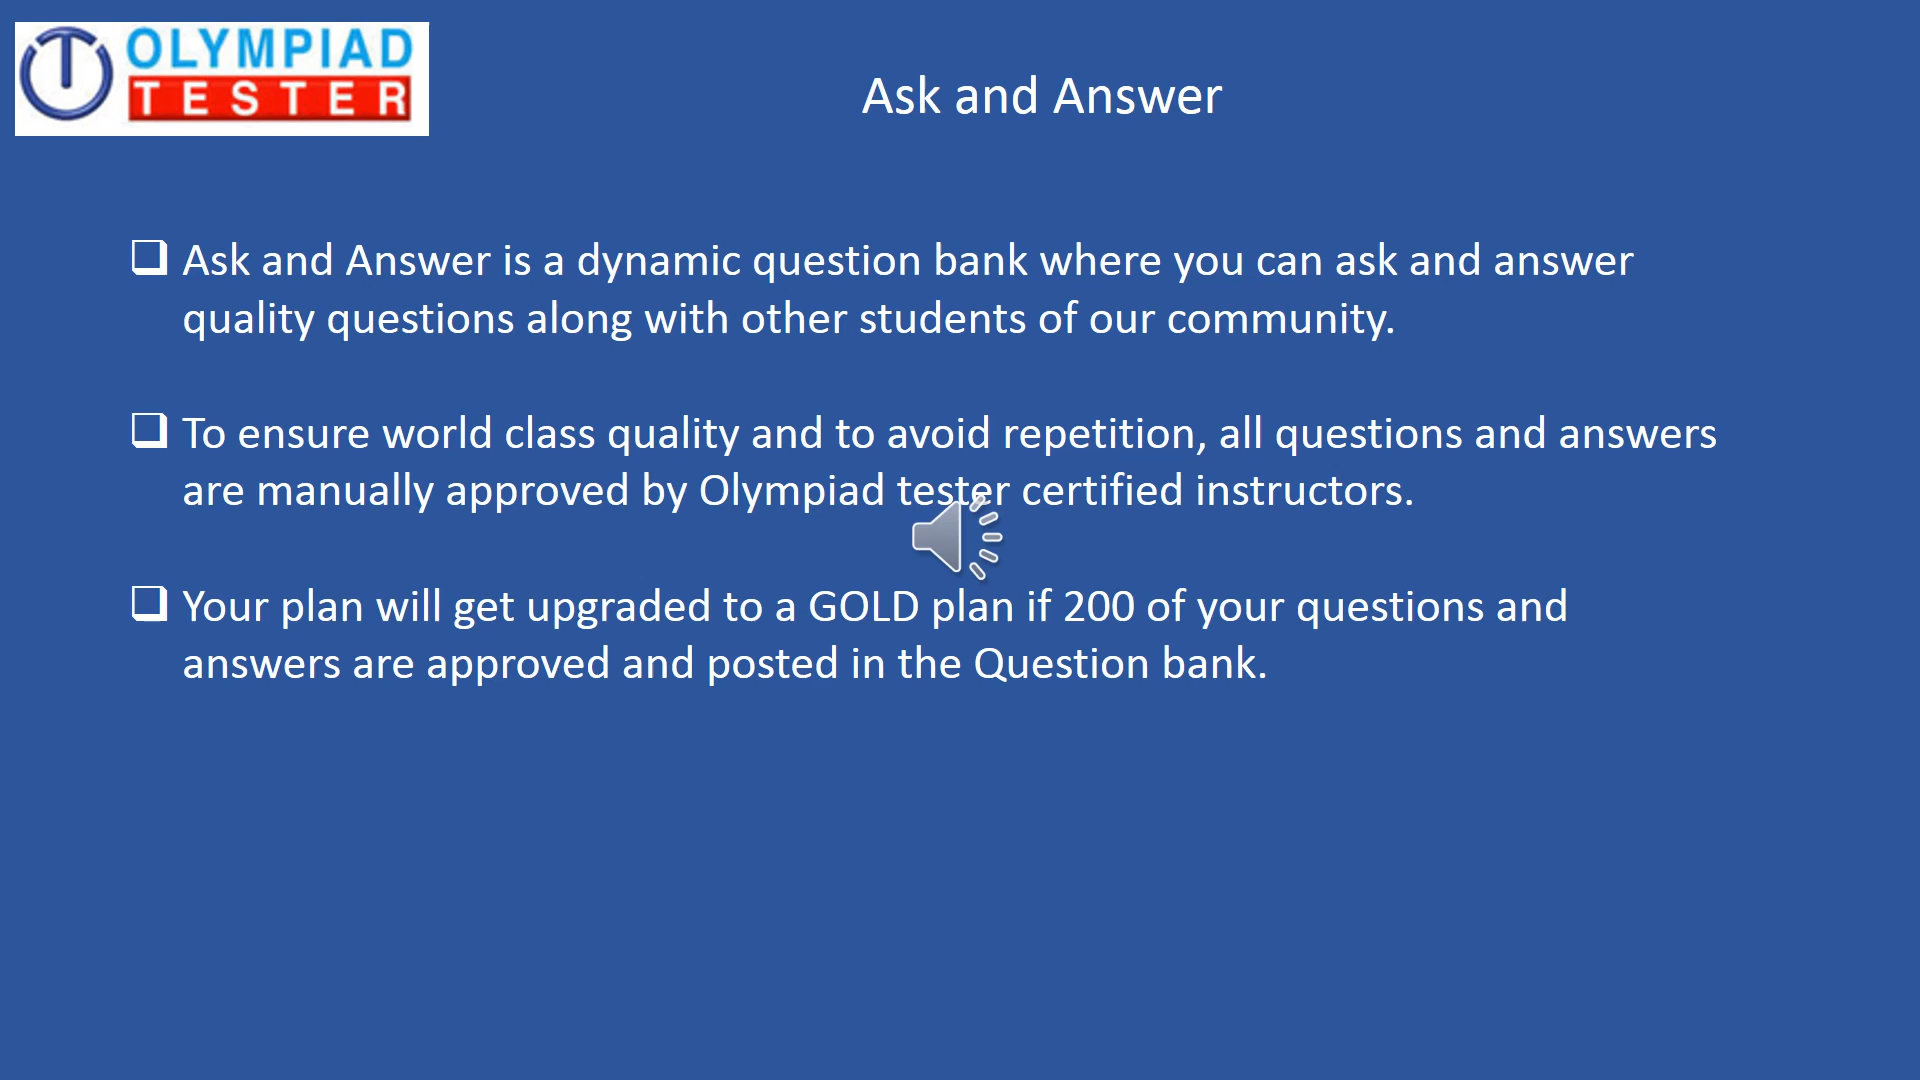 OLYMPIAD
TESTER
Ask and Answer
Ask and Answer is a dynamic question bank where you can ask and answer
quality questions along with other students of our community.
To ensure world class quality and to avoid repetition, all questions and answers
are manually approved by Olympiad tester certified instructors.
Your plan will get upgraded to a GOLD plan if 200 of your questions and
answers are approved and posted in the Question bank.